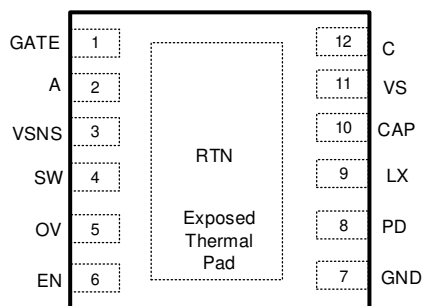 GATE 1
A 2
VSNS 3
SW 4
OV 5
EN 6
RTN
Exposed
Thermal
Pad
12 C
11 VS
10 CAP
9 LX
8 PD
7 GND